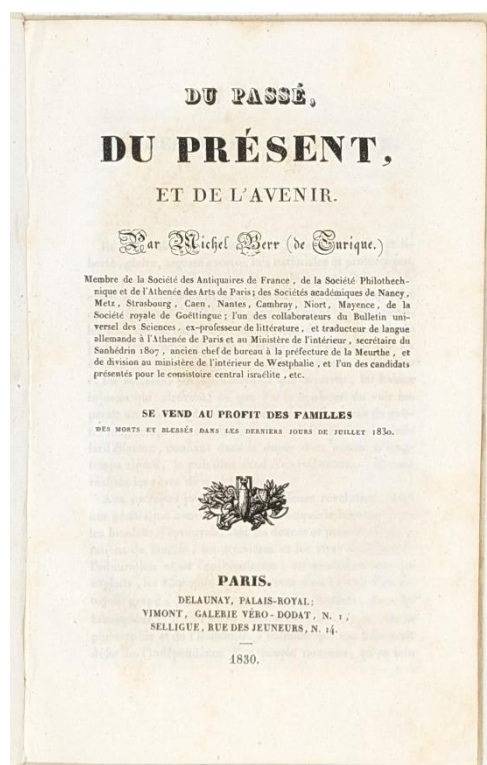 DU PASSÉ,
DU PRÉSENT,
ET DE L'AVENIR.
Par Michel Berr (de Turique.)
Membre de la Société des Antiquaires de France, de la Société Philothech-
nique et de l'Athenée des Arts de Paris; des Sociétés académiques de Nancy,
Metz, Strasbourg, Caen, Nantes, Cambray, Niort, Mayence, de la
Société royale de Goëttingue; l'un des collaborateurs du Bulletin uni-
versel des Sciences, ex-professeur de littérature, et traducteur de langue
allemande à l'Athenée de Paris et au Ministère de l'intérieur, secrétaire du
Sanhédrin 1807, ancien chef de bureau à la préfecture de la Meurthe, et
de division au ministère de l'intérieur de Westphalie, et l'un des candidats
présentés pour le consistoire central israélite, etc.
SE VEND AU PROFIT DES FAMILLES
DES MORTS ET BLESSÉS DANS LES DERNIERS JOURS DE JUILLET 1830.
PARIS.
DELAUNAY, PALAIS-ROYAL;
VIMONT, GALERIE VÉRO-DODAT, N. 1,
SELLIGUE, RUE DES JEUNEURS, N. 14.
1830.